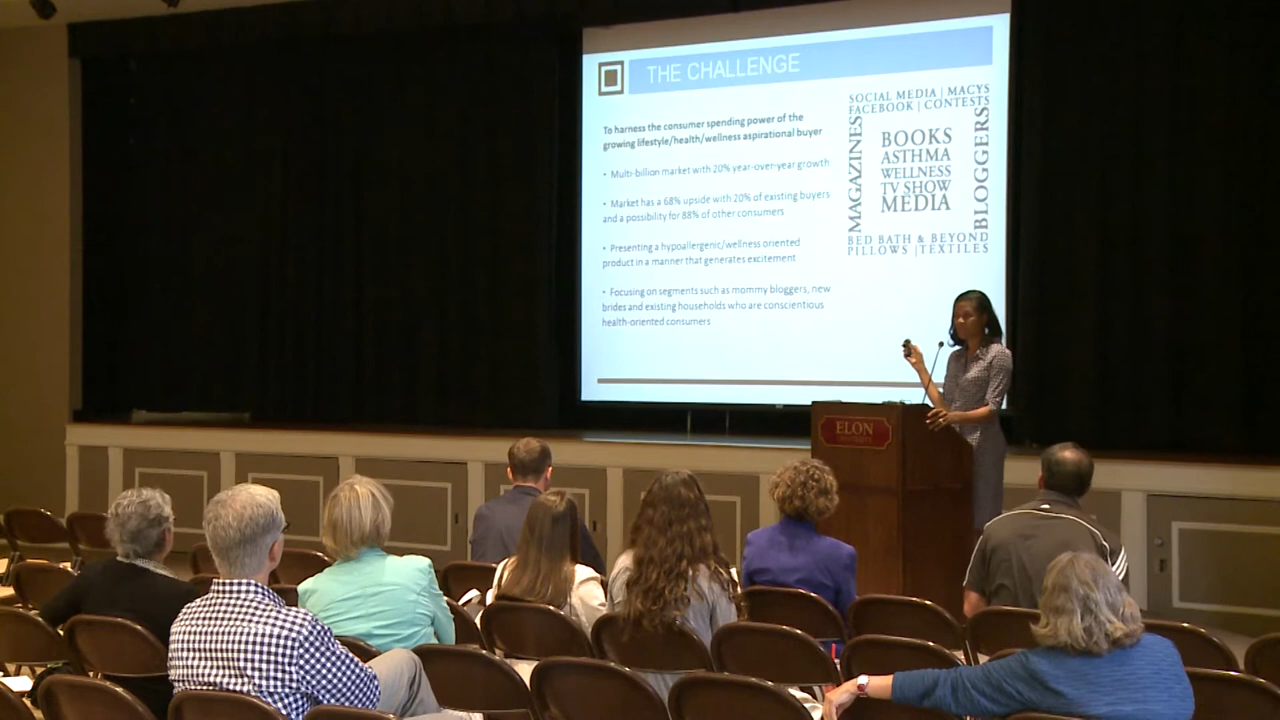 THE CHALLENGE
To harness the consumer spending power of the
growing lifestyle/health/wellness aspirational buyer
• Multi-billion market with 20% year-over-year growth
• Market has a 68% upside with 20% of existing buyers
and a possibility for 88% of other consumers
• Presenting a hypoallergenic/wellness oriented
product in a manner that generates excitement
• Focusing on segments such as mommy bloggers, new
brides and existing households who are conscientious
health-oriented consumers
SOCIAL MEDIA | MACYS
FACEBOOK | CONTESTS
MAGAZINES
BOOKS
ASTHMA
WELLNESS
TV SHOW
MEDIA
BLOGGERS
BED BATH & BEYOND
PILLOWS | TEXTILES
ELON
UNIVERSITY